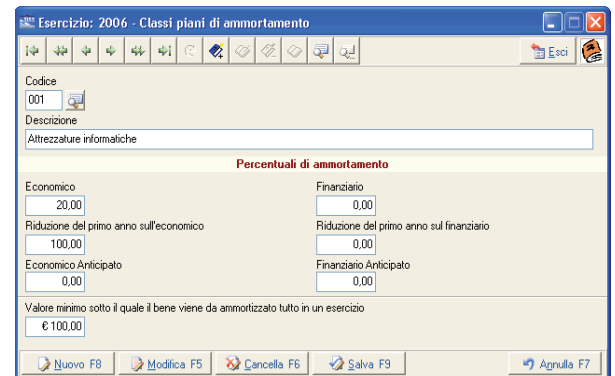 Esercizio: 2006 - Classi piani di ammortamento
Esci
Codice
001
Descrizione
Attrezzature informatiche
Percentuali di ammortamento
Economico Finanziario
20,00 0,00
Riduzione del primo anno sull'economico Riduzione del primo anno sul finanziario
100,00 0,00
Economico Anticipato Finanziario Anticipato
0,00 0,00
Valore minimo sotto il quale il bene viene da ammortizzato tutto in un esercizio
€ 100,00
Nuovo F8 Modifica F5 Cancella F6 Salva F9 Annulla F7